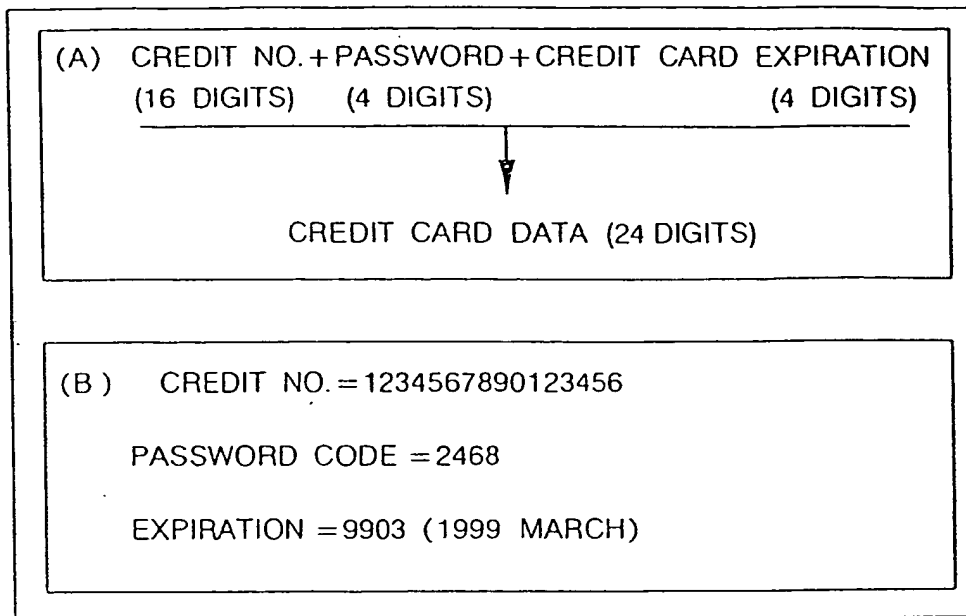 (A) CREDIT NO.+PASSWORD+CREDIT CARD EXPIRATION
(16 DIGITS) (4 DIGITS) (4 DIGITS)
CREDIT CARD DATA (24 DIGITS)
(B) CREDIT NO.=1234567890123456
PASSWORD CODE =2468
EXPIRATION =9903 (1999 MARCH)